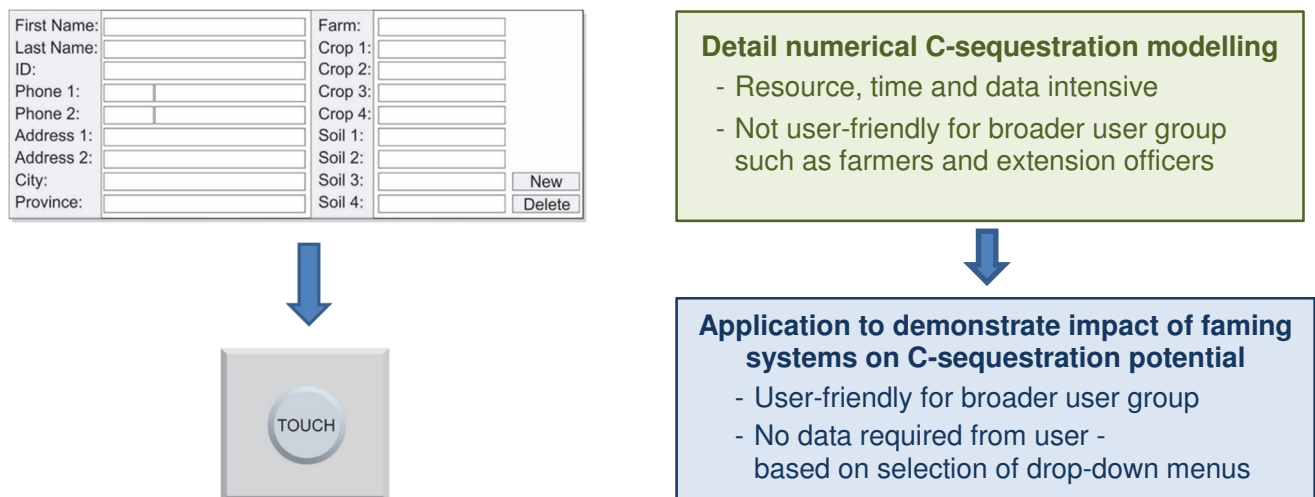 First Name:
Last Name:
ID:
Phone 1:
Phone 2:
Address 1:
Address 2:
City:
Province:
Farm:
Crop 1:
Crop 2:
Crop 3:
Crop 4:
Soil 1:
Soil 2:
Soil 3:
Soil 4:
New
Delete
TOUCH
Detail numerical C-sequestration modelling
- Resource, time and data intensive
- Not user-friendly for broader user group
such as farmers and extension officers
Application to demonstrate impact of faming
systems on C-sequestration potential
- User-friendly for broader user group
- No data required from user -
based on selection of drop-down menus